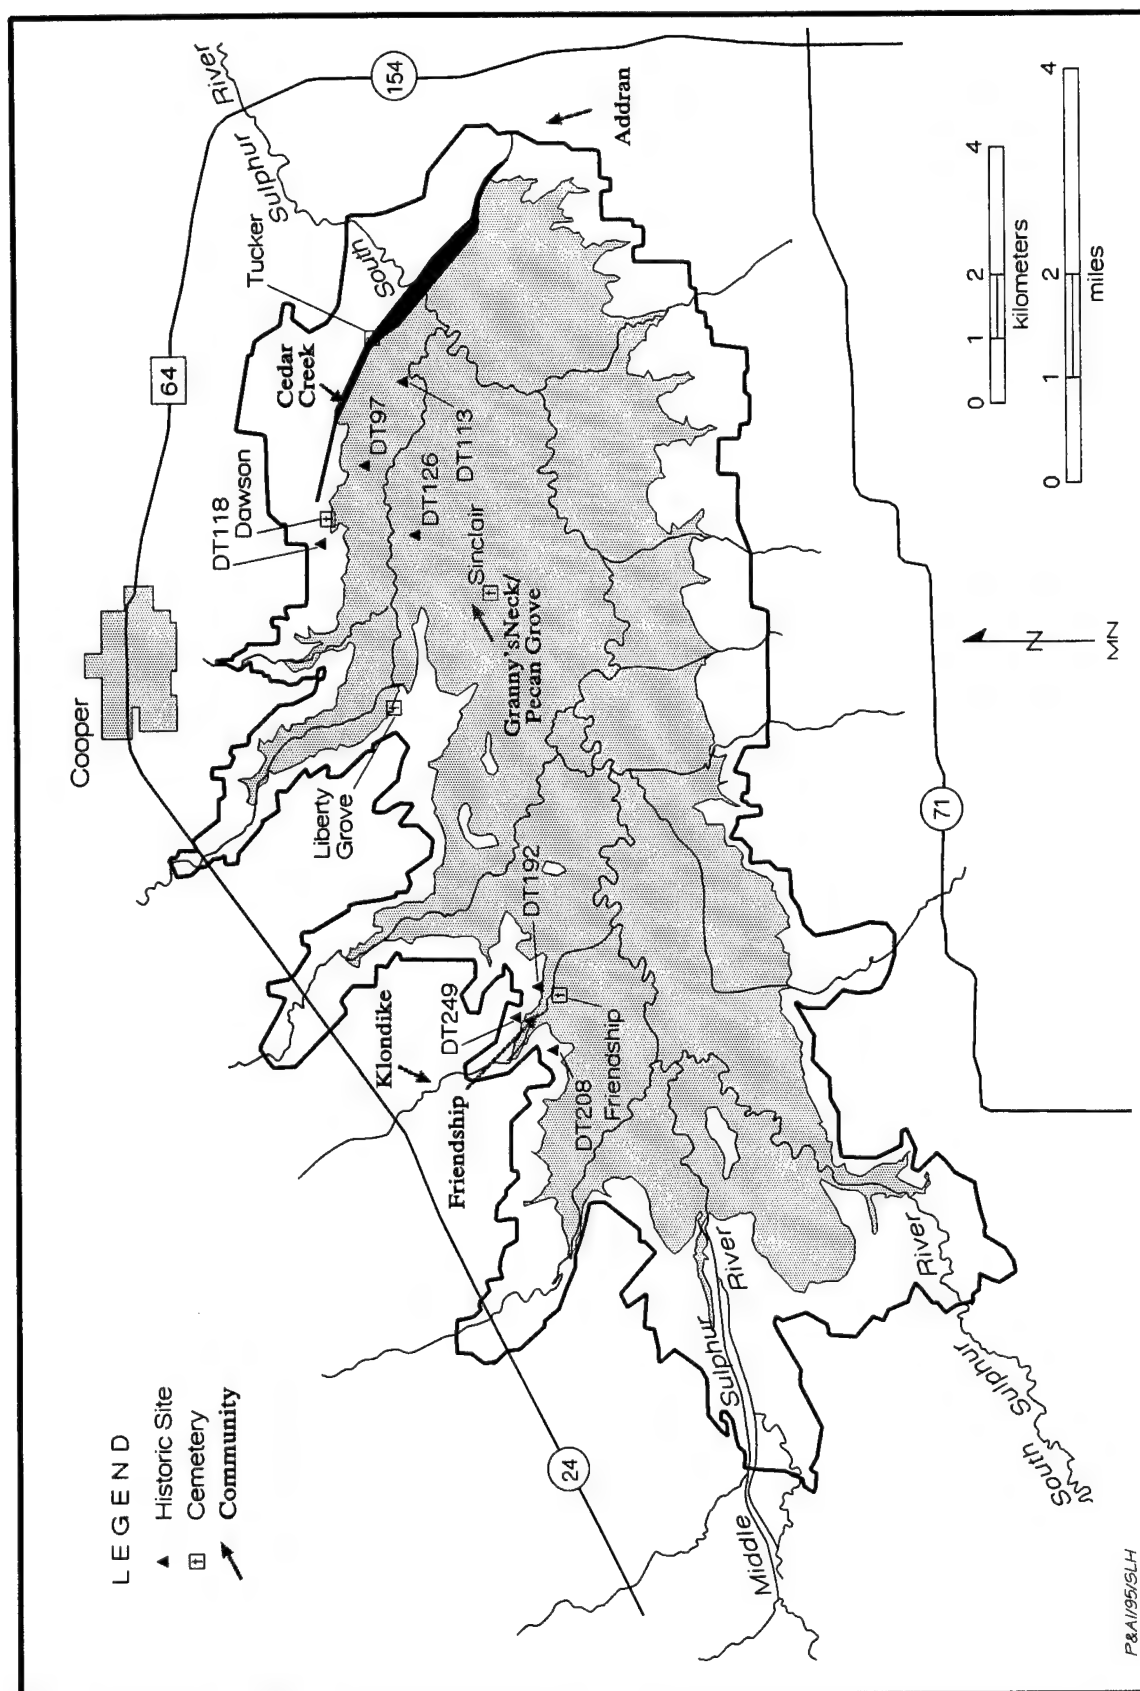 LEGEND
Historic Site
Cemetery
Community
Cooper
64
154
24
71
South Sulphur River
Tucker
Cedar
Creek
DT118
Dawson
DT97
DT113
DT126
Sinclair
Granny'sNeck/
Pecan Grove
Liberty
Grove
Addran
DT192
DT249
Klondike
Friendship
DT208
Friendship
Middle Sulphur River
South Sulphur River
N
MN
0 1 2 4
kilometers
0 1 2 4
miles
P&AI/95/SLH